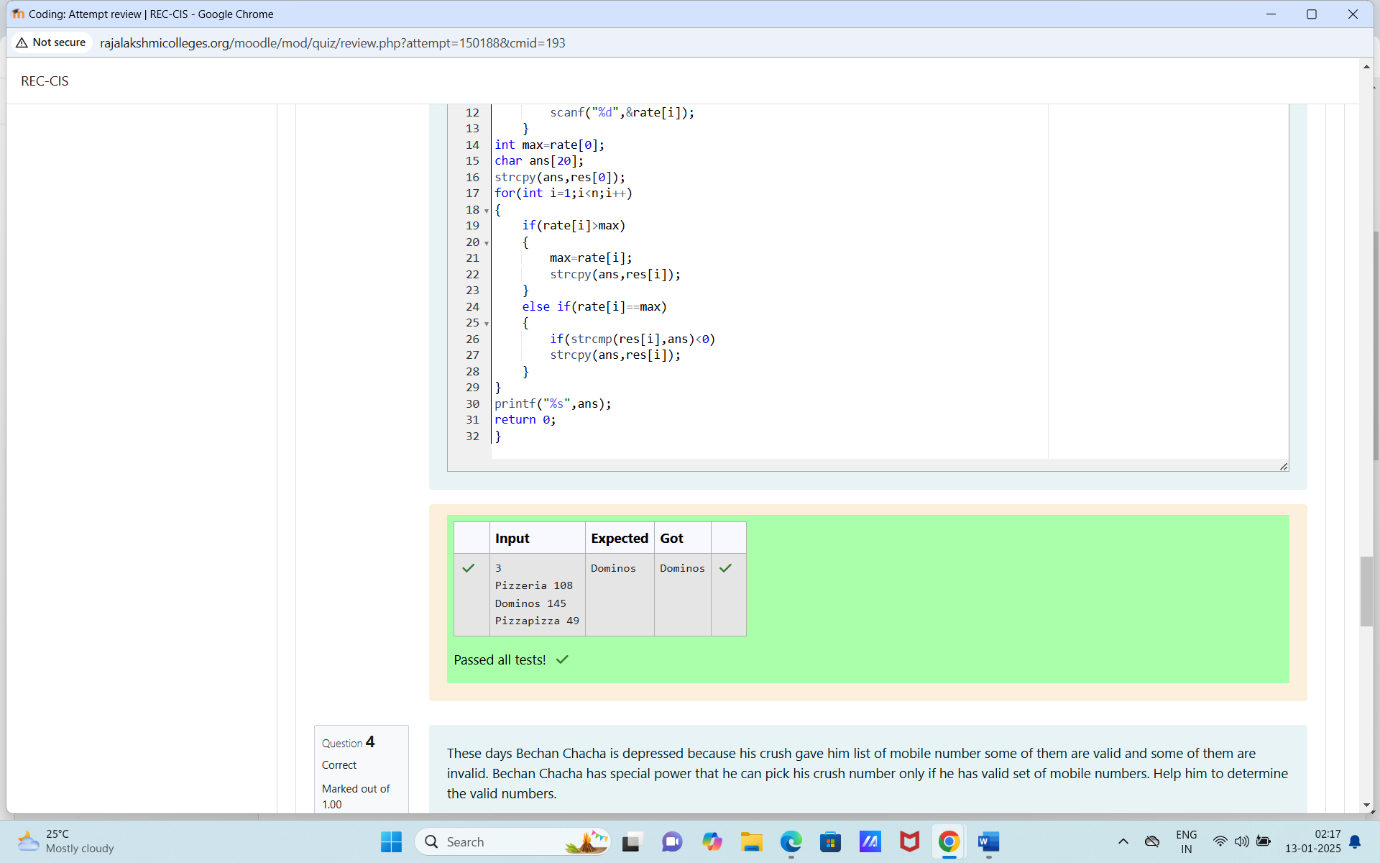 Coding: Attempt review | REC-CIS - Google Chrome
Not secure rajalakshmicolleges.org/moodle/mod/quiz/review.php?attempt=150188&cmid=193
REC-CIS
12 scanf("%d",&rate[i]);
13 }
14 int max=rate[0];
15 char ans[20];
16 strcpy(ans,res[0]);
17 for(int i=1;i<n;i++)
18 {
19 if(rate[i]>max)
20 {
21 max=rate[i];
22 strcpy(ans,res[i]);
23 }
24 else if(rate[i]==max)
25 {
26 if(strcmp(res[i],ans)<0)
27 strcpy(ans,res[i]);
28 }
29 }
30 printf("%s",ans);
31 return 0;
32 }
Input Expected Got
3 Dominos Dominos
Pizzeria 108
Dominos 145
Pizzapizza 49
Passed all tests!
Question 4
Correct
Marked out of
1.00
These days Bechan Chacha is depressed because his crush gave him list of mobile number some of them are valid and some of them are
invalid. Bechan Chacha has special power that he can pick his crush number only if he has valid set of mobile numbers. Help him to determine
the valid numbers.
25°C
Mostly cloudy
Search
ENG
IN
02:17
13-01-2025